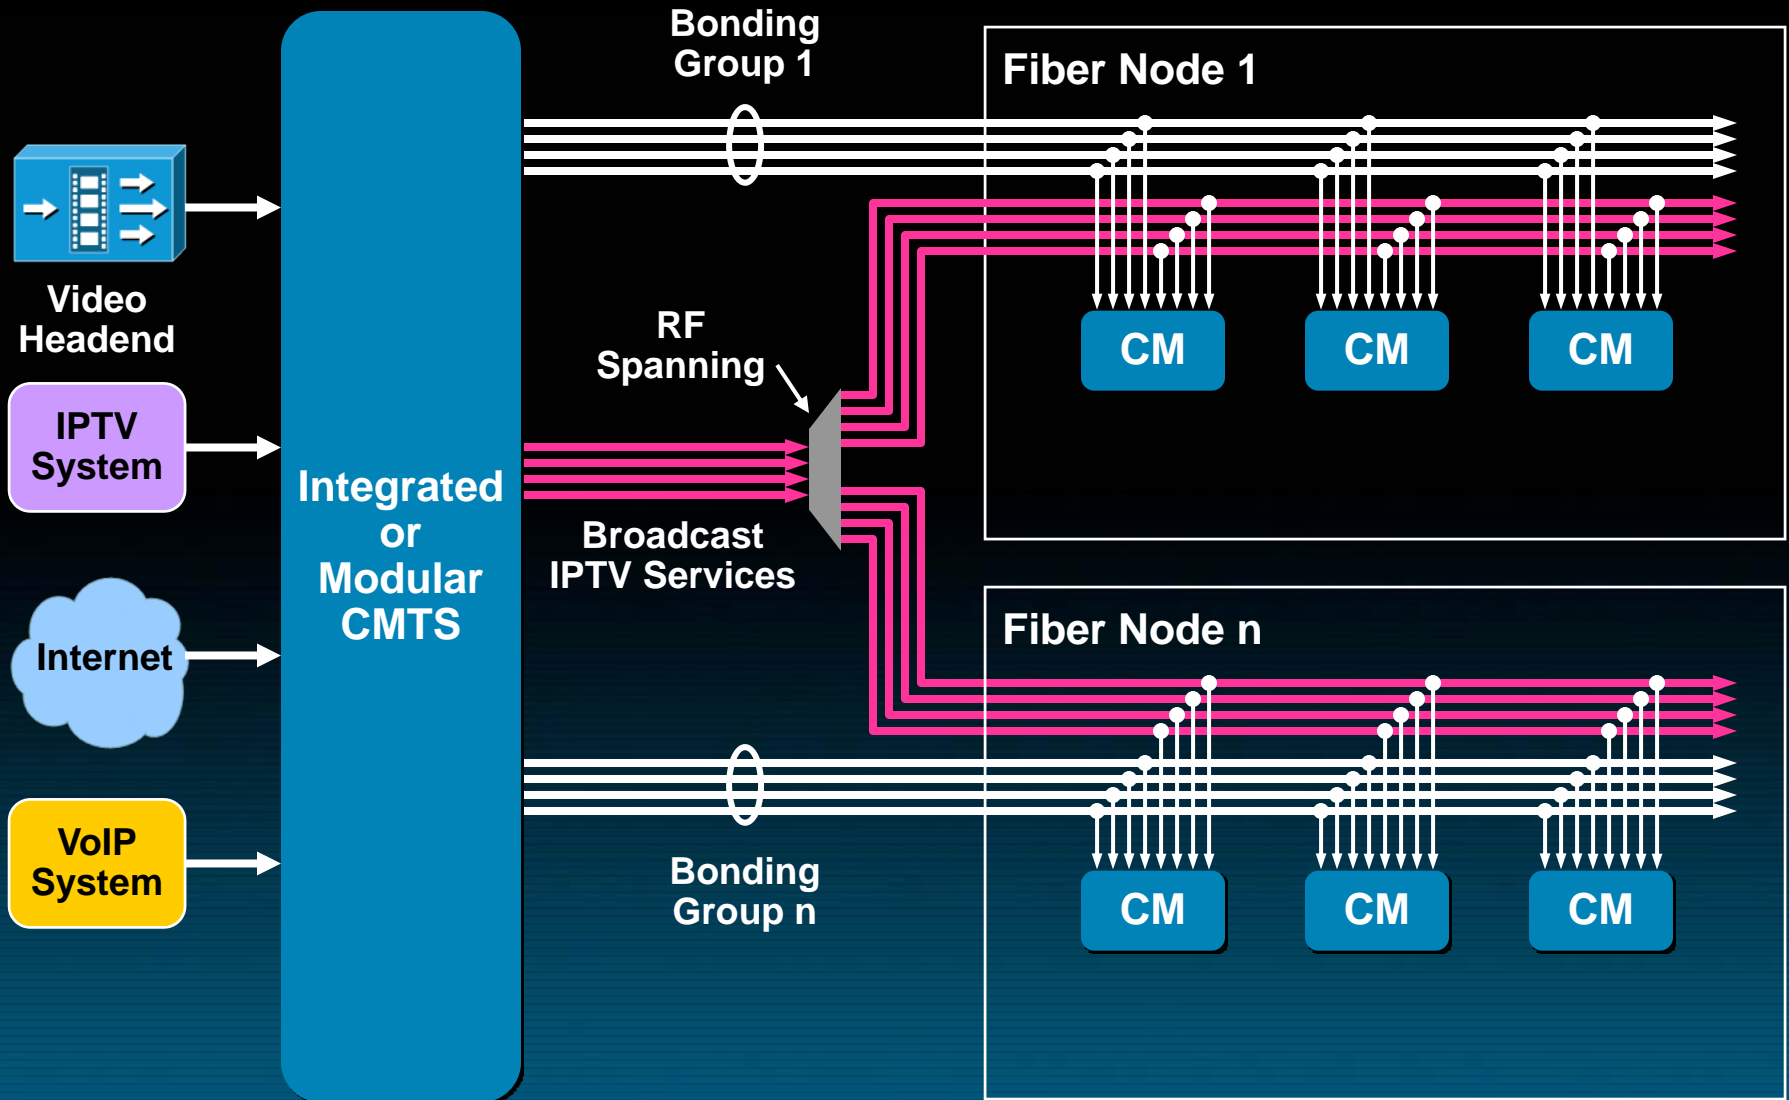 Bonding
Group 1
Fiber Node 1
Video
Headend
RF
Spanning
CM
CM
CM
IPTV
System
Integrated
or
Modular
CMTS
Broadcast
IPTV Services
Fiber Node n
Internet
VoIP
System
Bonding
Group n
CM
CM
CM